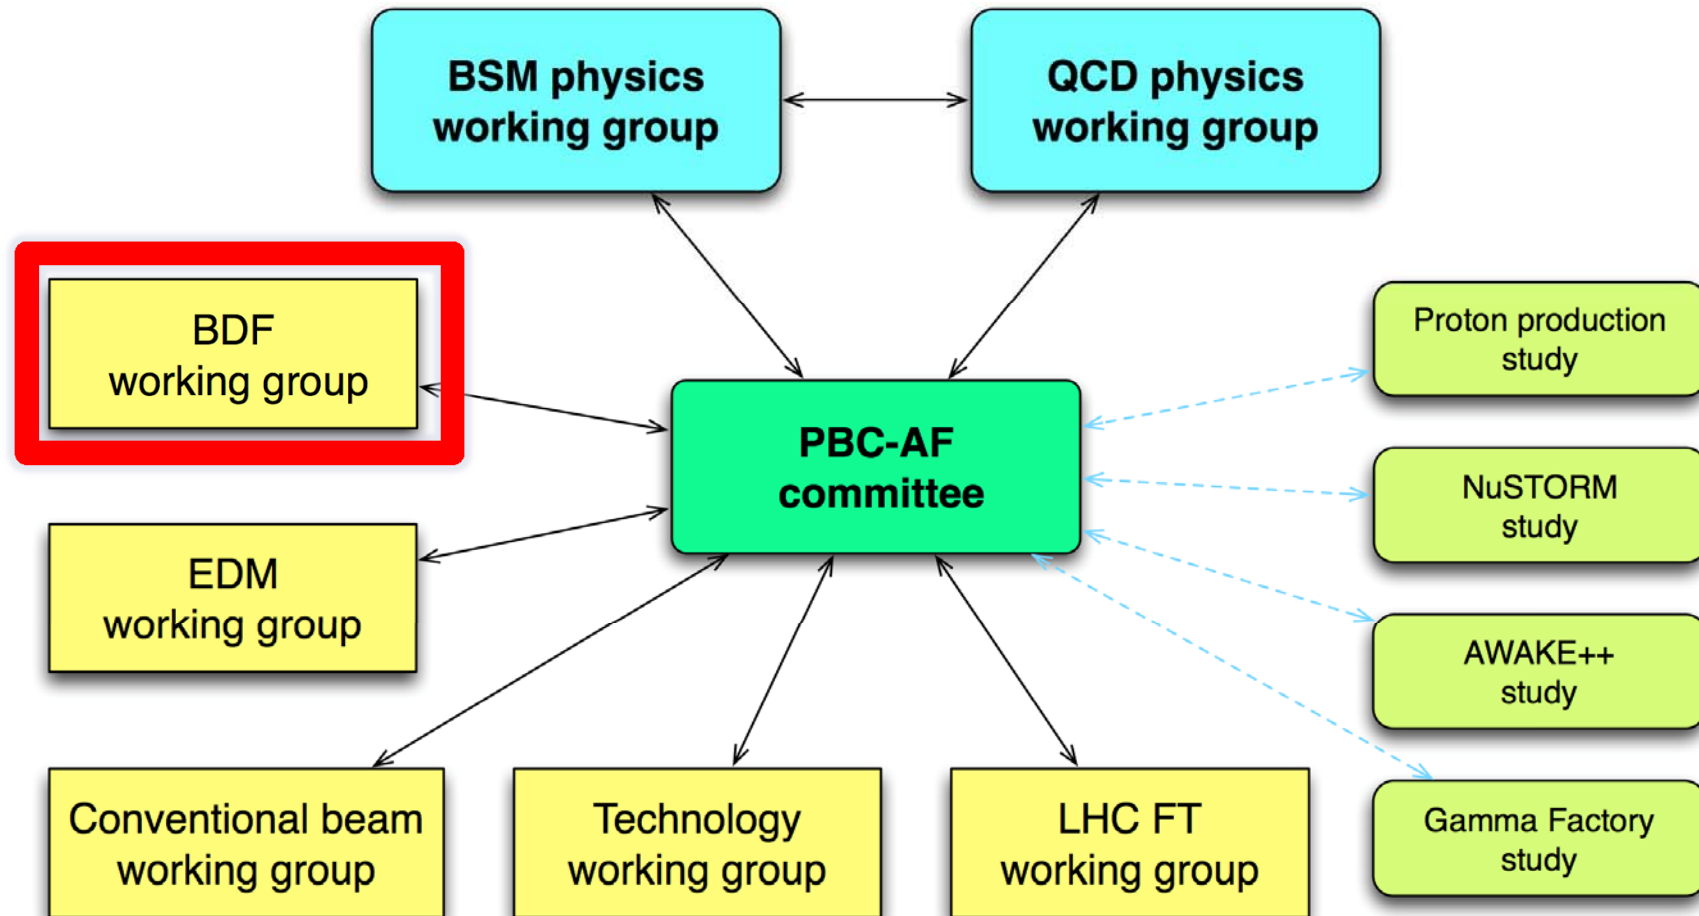 BSM physics
working group
QCD physics
working group
BDF
working group
Proton production
study
PBC-AF
committee
NuSTORM
study
EDM
working group
AWAKE++
study
Conventional beam
working group
Technology
working group
LHC FT
working group
Gamma Factory
study